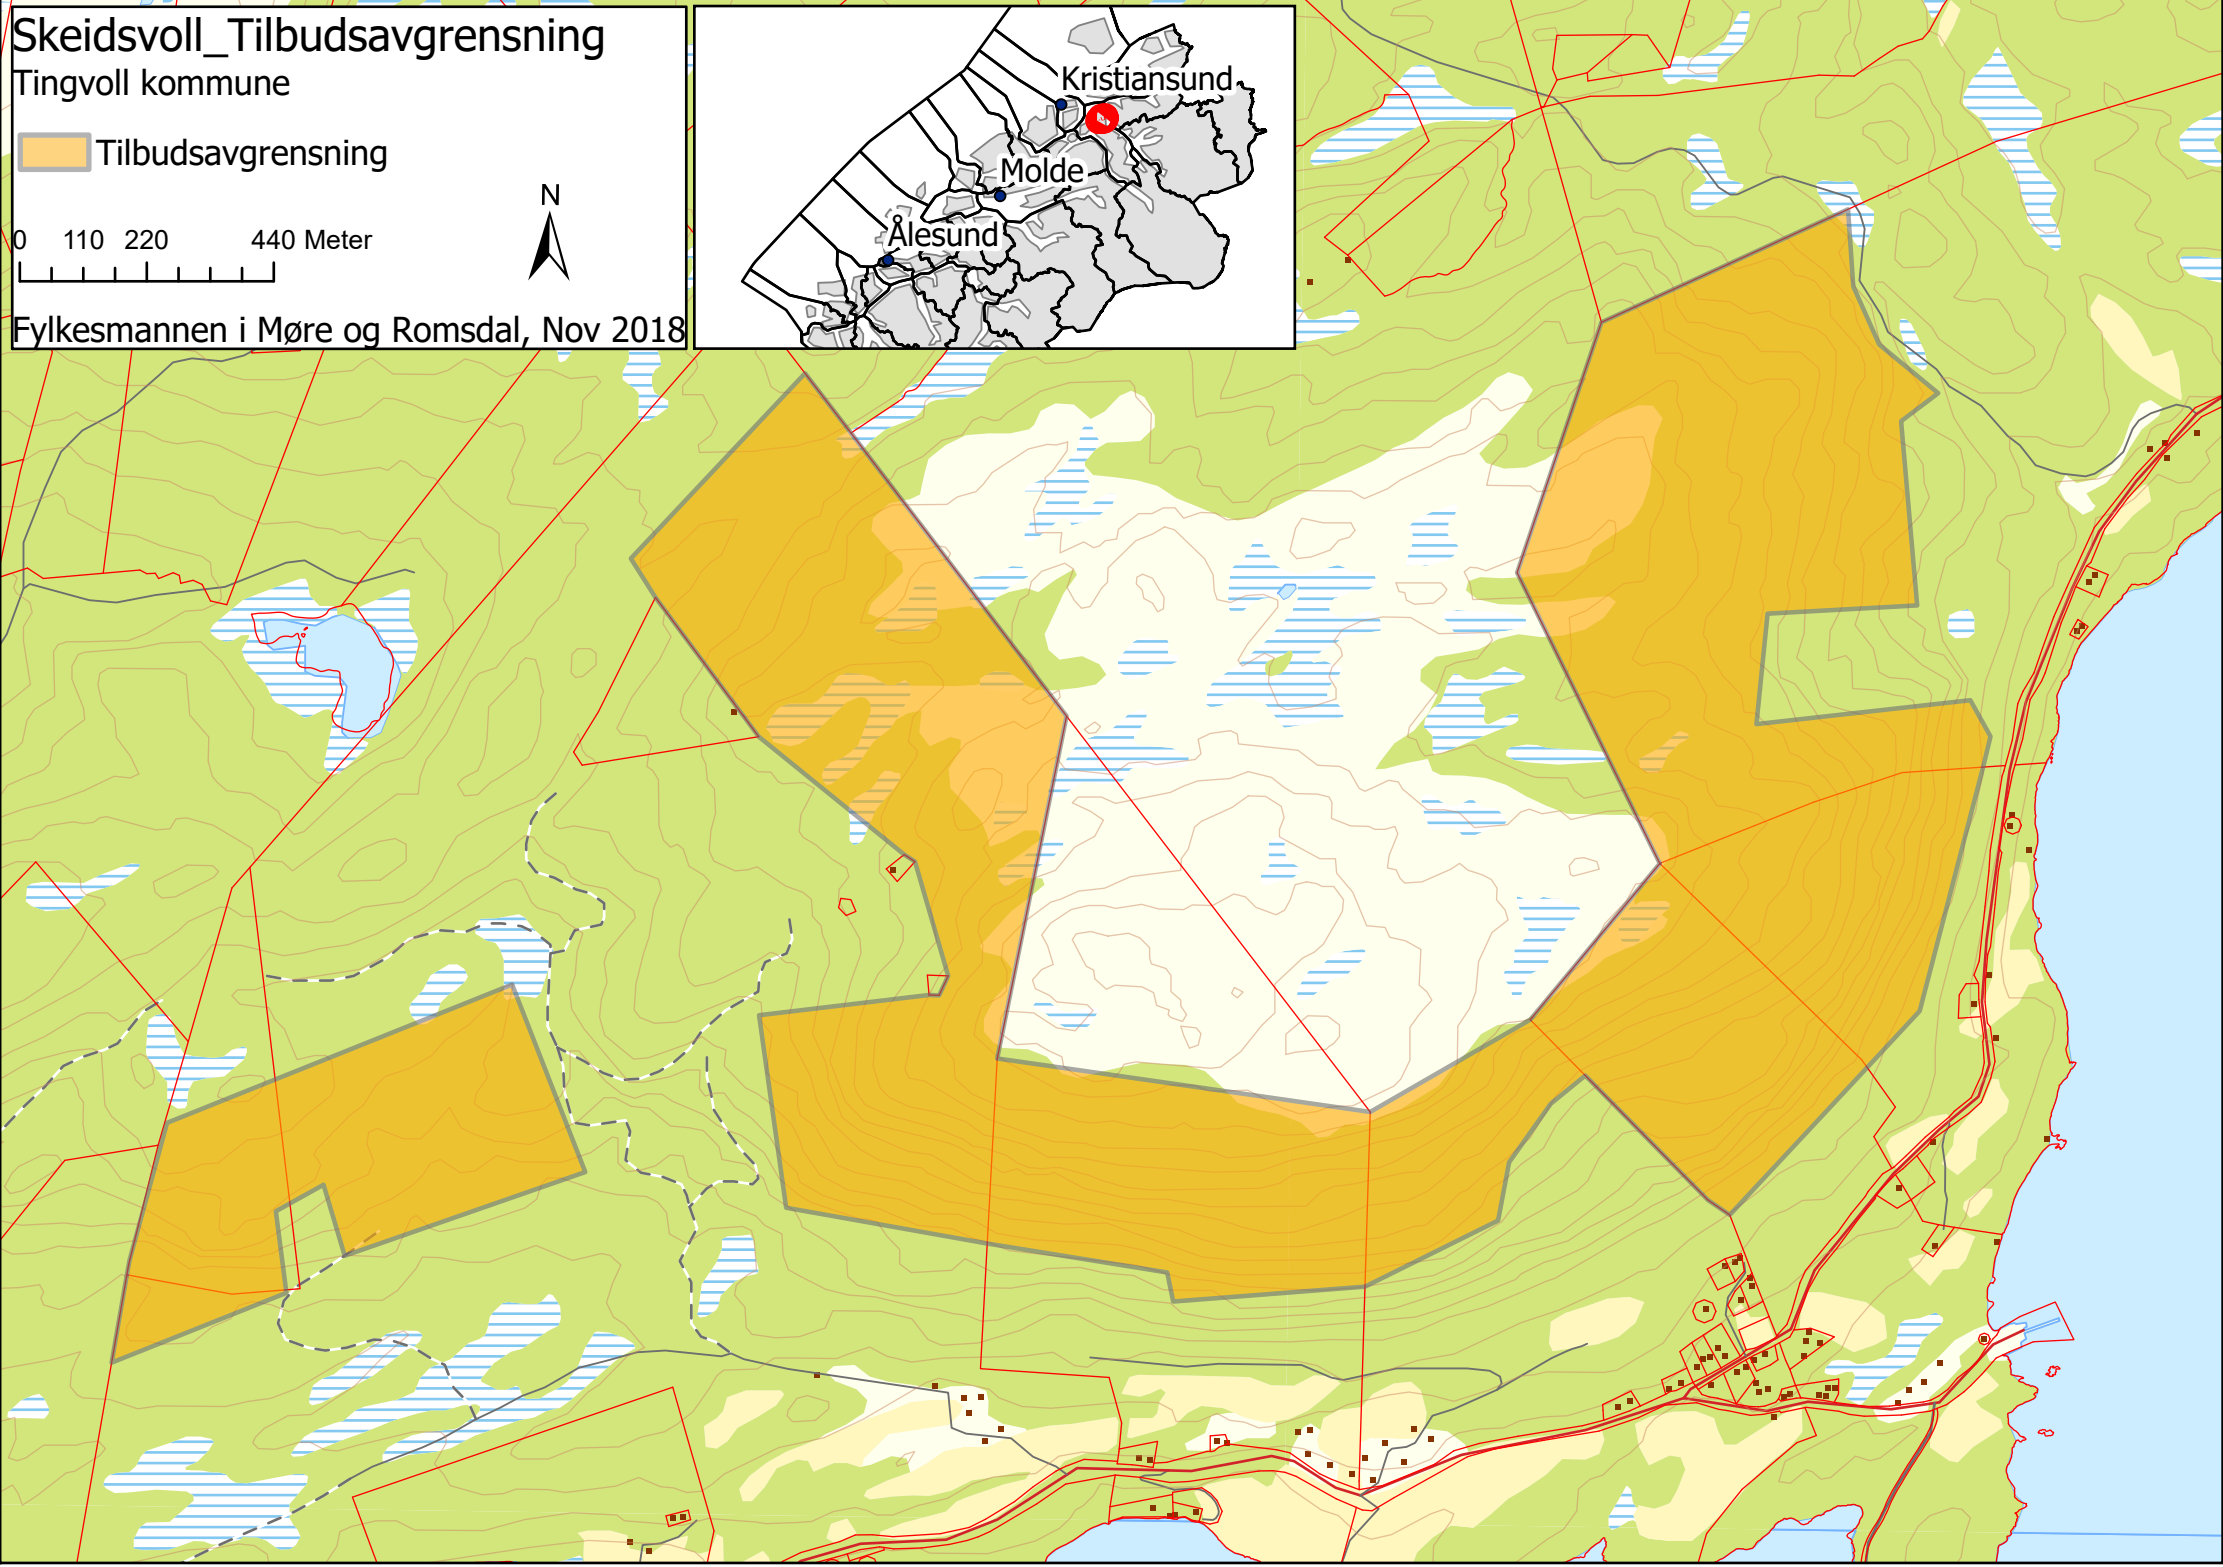 Skeidsvoll_Tilbudsavgrensning
Tingvoll kommune
Tilbudsavgrensning
N
0 110 220 440 Meter
Fylkesmannen i Møre og Romsdal, Nov 2018
Kristiansund
Molde
Ålesund